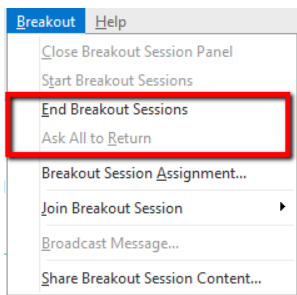 Breakout Help
Close Breakout Session Panel
Start Breakout Sessions
End Breakout Sessions
Ask All to Return
Breakout Session Assignment...
Join Breakout Session
Broadcast Message...
Share Breakout Session Content...